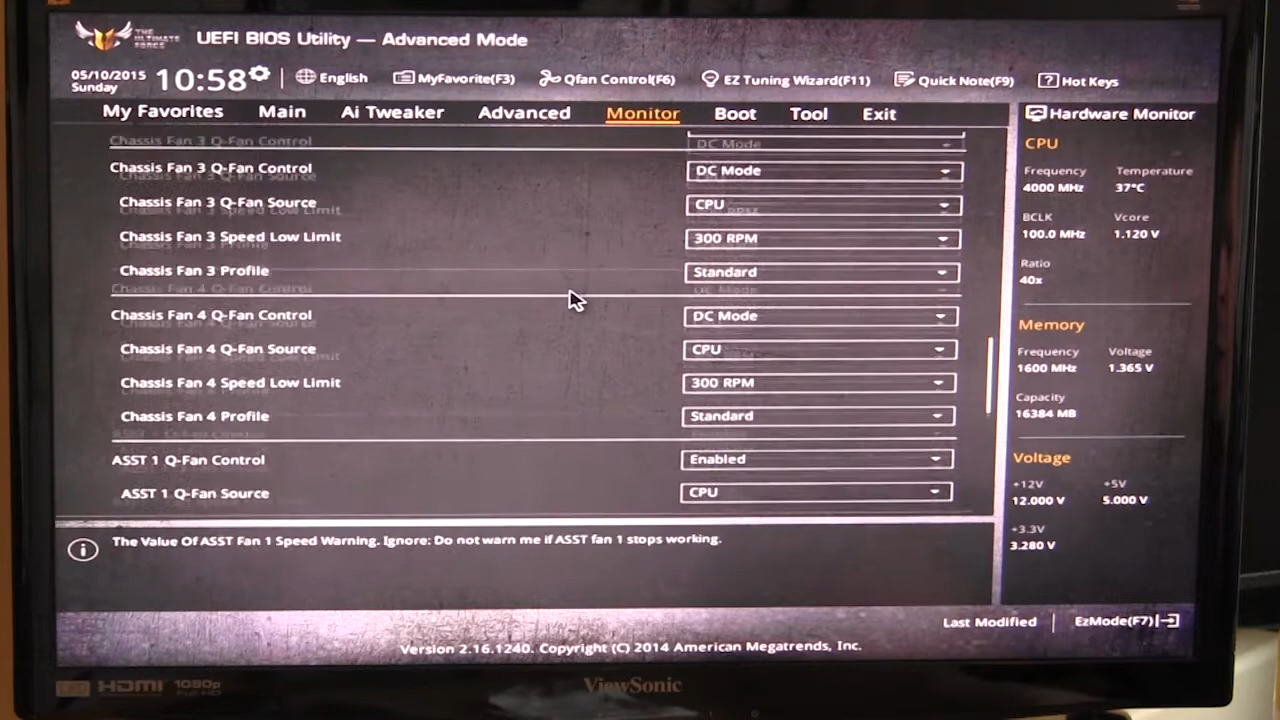 THE ULTIMATE FORCE
UEFI BIOS Utility — Advanced Mode
05/10/2015
Sunday
10:58
English
MyFavorite(F3)
Qfan Control(F6)
EZ Tuning Wizard(F11)
Quick Note(F9)
? Hot Keys
My Favorites Main Ai Tweaker Advanced Monitor Boot Tool Exit
Chassis Fan 3 Q-Fan Control DC Mode
Chassis Fan 3 Q-Fan Source CPU
Chassis Fan 3 Speed Low Limit 300 RPM
Chassis Fan 3 Profile Standard
Chassis Fan 4 Q-Fan Control DC Mode
Chassis Fan 4 Q-Fan Source CPU
Chassis Fan 4 Speed Low Limit 300 RPM
Chassis Fan 4 Profile Standard
ASST 1 Q-Fan Control Enabled
ASST 1 Q-Fan Source CPU
The Value Of ASST Fan 1 Speed Warning. Ignore: Do not warn me if ASST fan 1 stops working.
Hardware Monitor
CPU
Frequency Temperature
4000 MHz 37°C
BCLK Vcore
100.0 MHz 1.120 V
Ratio
40x
Memory
Frequency Voltage
1600 MHz 1.365 V
Capacity
16384 MB
Voltage
+12V +5V
12.000 V 5.000 V
+3.3V
3.280 V
Last Modified
EzMode(F7)
Version 2.16.1240. Copyright (C) 2014 American Megatrends, Inc.
LED HDMI 1080p Full HD
ViewSonic